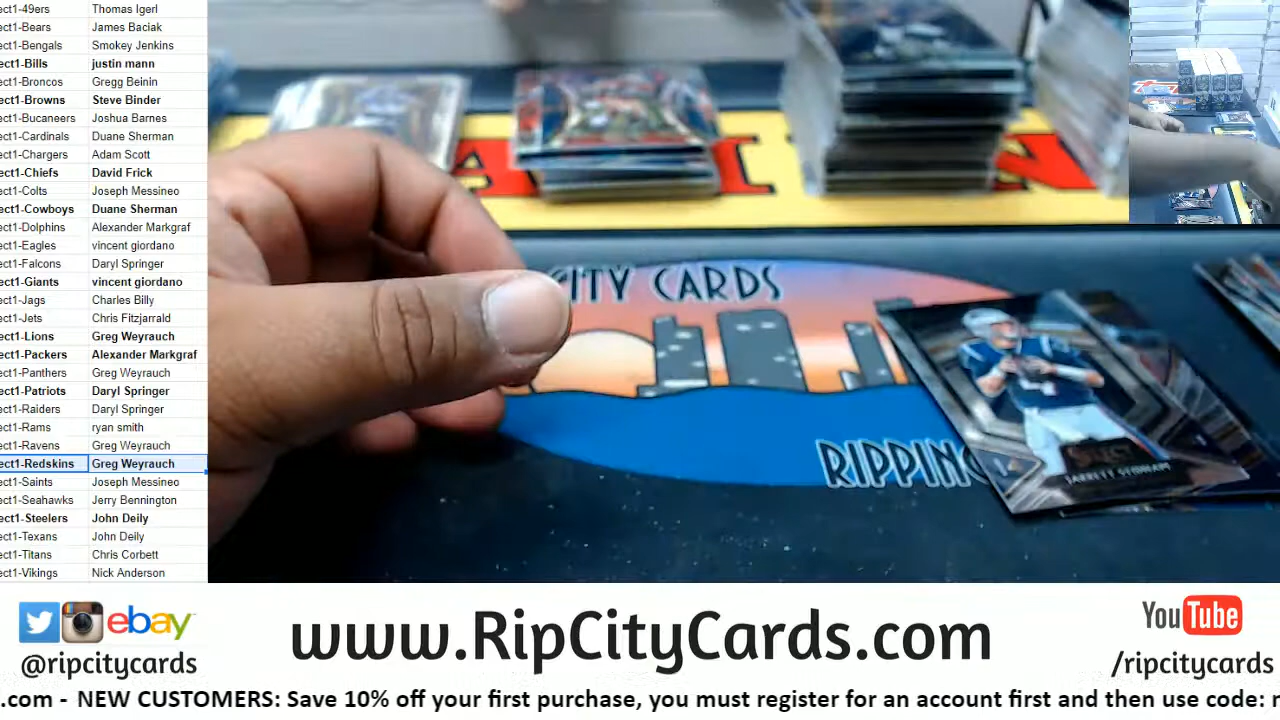 ect1-49ers Thomas Igerl
ect1-Bears James Baciak
ect1-Bengals Smokey Jenkins
ect1-Bills justin mann
ect1-Broncos Gregg Beinin
ect1-Browns Steve Binder
ect1-Bucaneers Joshua Barnes
ect1-Cardinals Duane Sherman
ect1-Chargers Adam Scott
ect1-Chiefs David Frick
ect1-Colts Joseph Messineo
ect1-Cowboys Duane Sherman
ect1-Dolphins Alexander Markgraf
ect1-Eagles vincent giordano
ect1-Falcons Daryl Springer
ect1-Giants vincent giordano
ect1-Jags Charles Billy
ect1-Jets Chris Fitzjarrald
ect1-Lions Greg Weyrauch
ect1-Packers Alexander Markgraf
ect1-Panthers Greg Weyrauch
ect1-Patriots Daryl Springer
ect1-Raiders Daryl Springer
ect1-Rams ryan smith
ect1-Ravens Greg Weyrauch
ect1-Redskins Greg Weyrauch
ect1-Saints Joseph Messineo
ect1-Seahawks Jerry Bennington
ect1-Steelers John Deily
ect1-Texans John Deily
ect1-Titans Chris Corbett
ect1-Vikings Nick Anderson
CITY CARDS
RIPPING
SELECT
JARRETT STIDHAM
ebay
@ripcitycards
www.RipCityCards.com
YouTube
/ripcitycards
.com - NEW CUSTOMERS: Save 10% off your first purchase, you must register for an account first and then use code: r